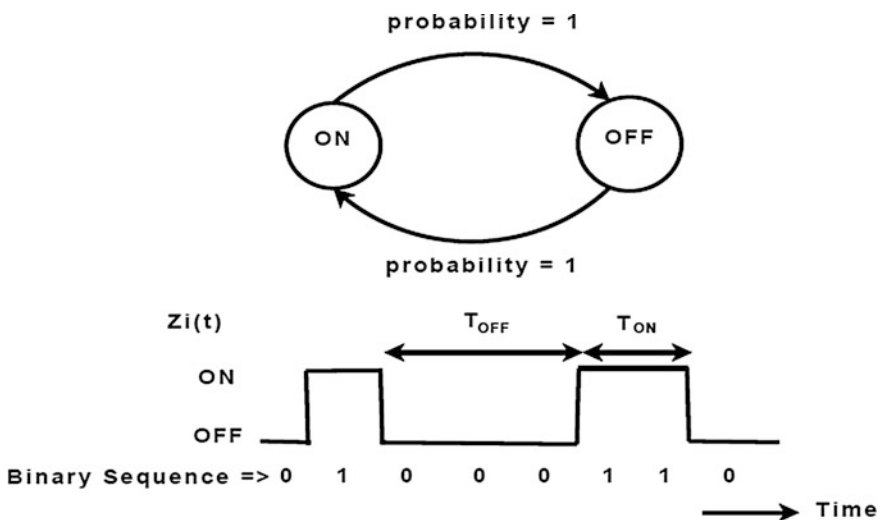 probability = 1
ON
OFF
probability = 1
Zi(t)
TOFF
TON
ON
OFF
Binary Sequence => 0 1 0 0 0 1 1 0
Time